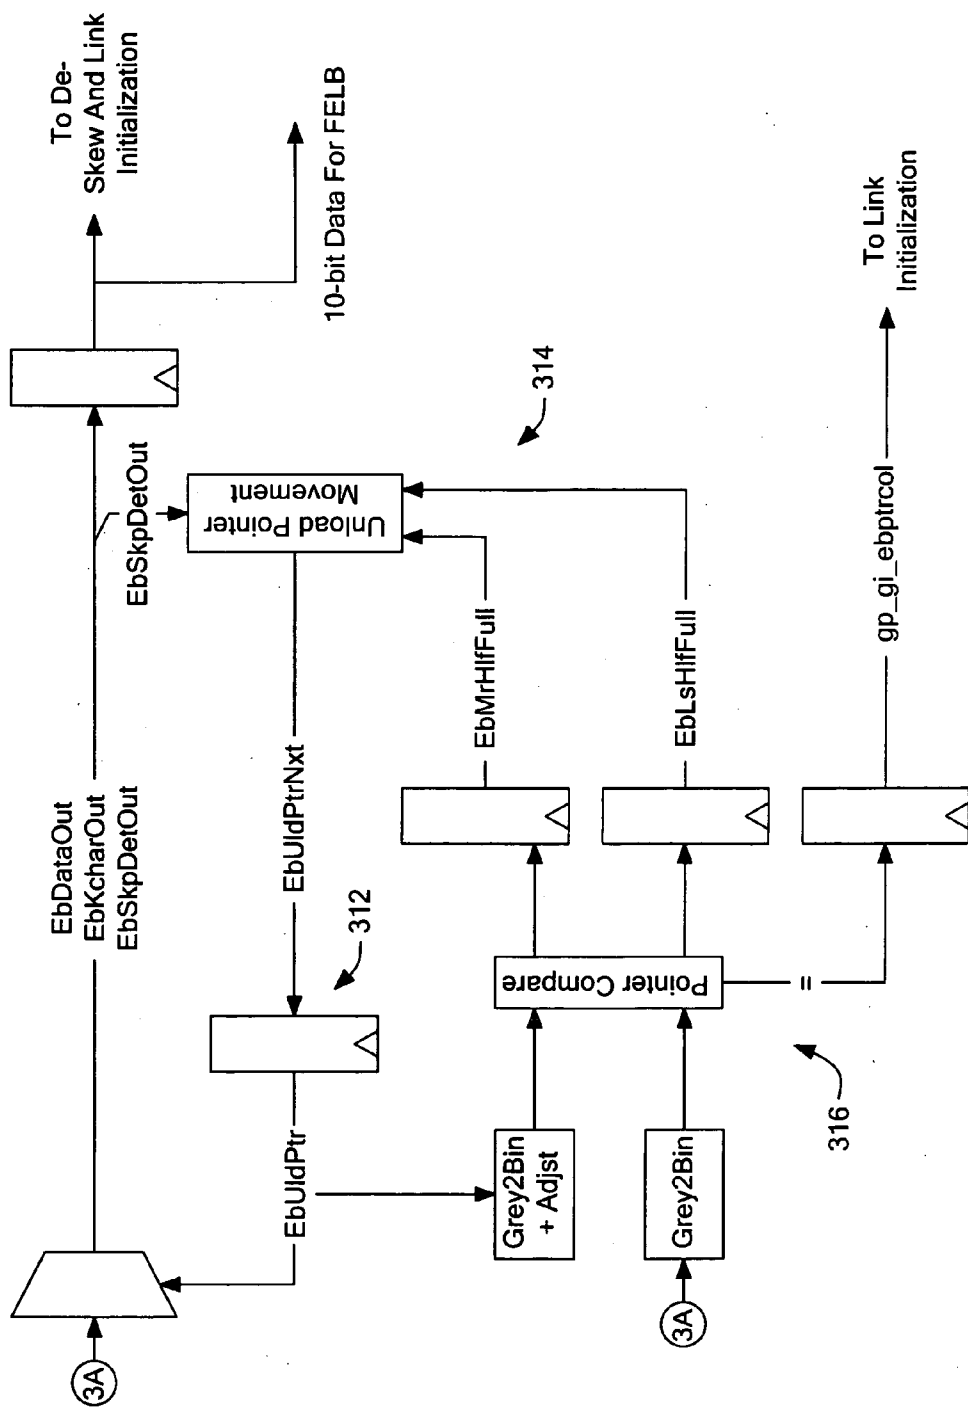 3A
EbDataOut
EbKcharOut
EbSkpDetOut
To De-
Skew And Link
Initialization
10-bit Data For FELB
EbSkpDetOut
Unload Pointer
Movement
314
EbUldPtrNxt
312
EbUldPtr
EbMrHlfFull
EbLsHlfFull
Grey2Bin
+ Adjst
Pointer Compare
3A
Grey2Bin
316
=
gp_gi_ebptrcol
To Link
Initialization